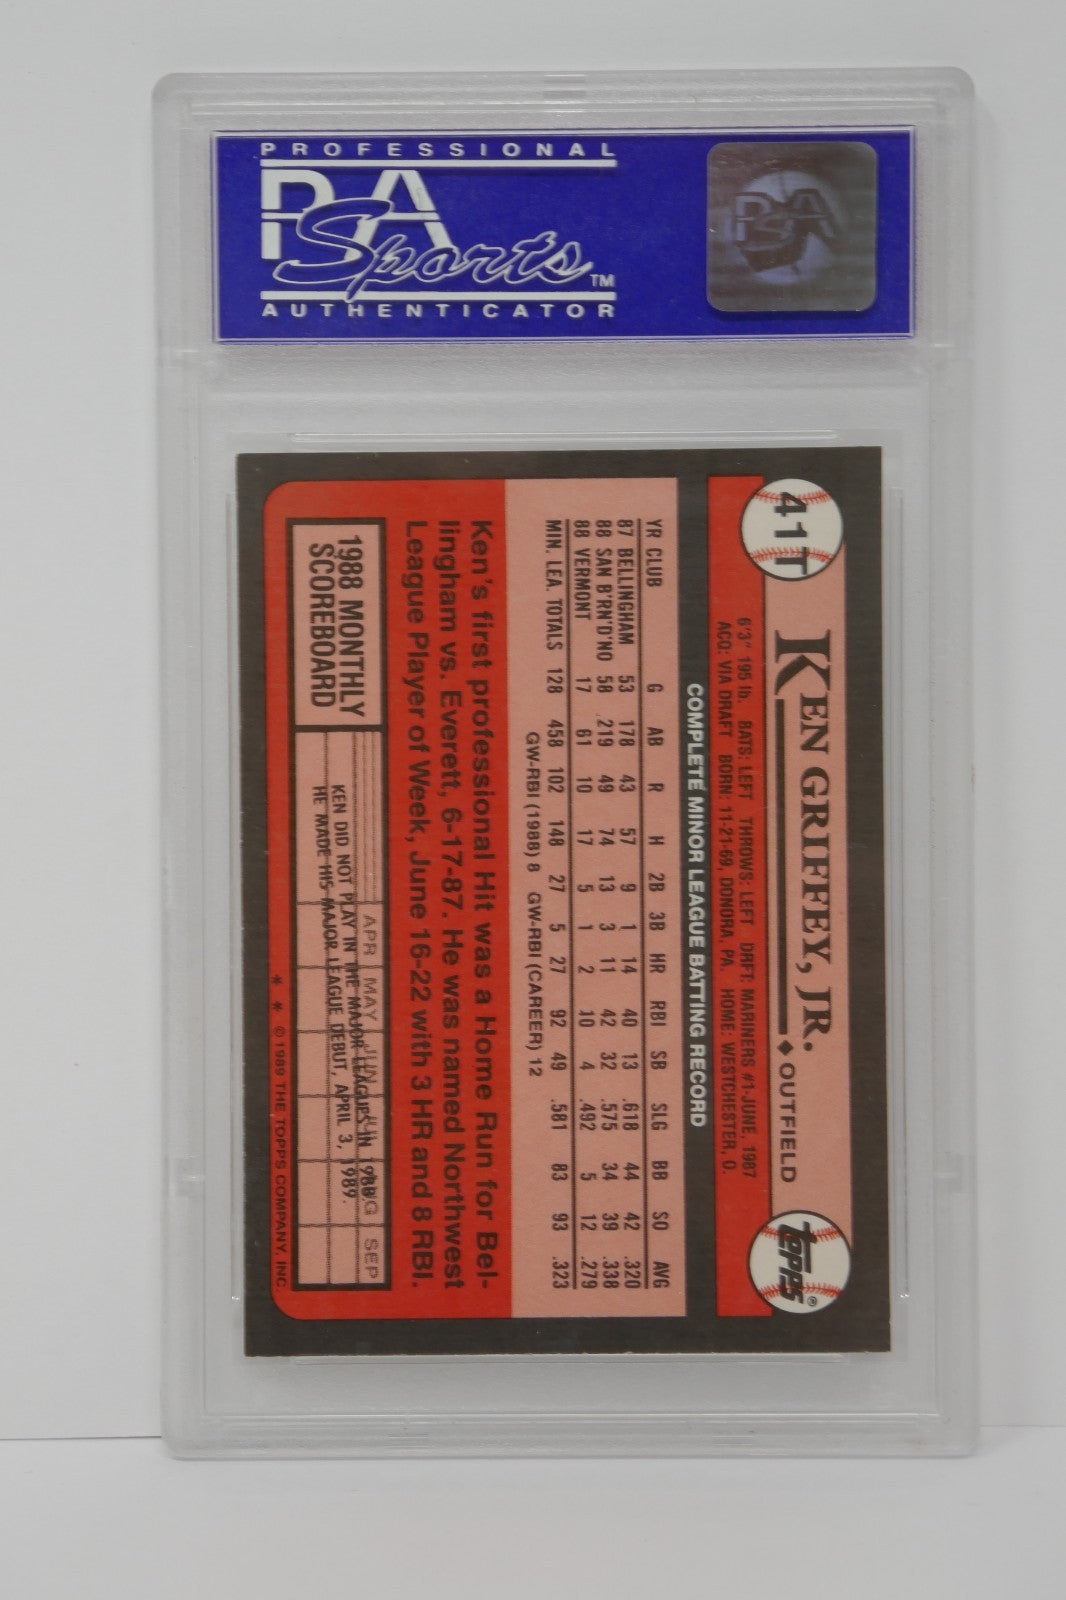 PROFESSIONAL
PSA
Sports™
AUTHENTICATOR
PSA
41T
KEN GRIFFEY, JR. ◆ OUTFIELD
topps®
6'3" 195 lb. BATS: LEFT THROWS: LEFT DRFT: MARINERS #1-JUNE, 1987
ACQ: VIA DRAFT BORN: 11-21-69, DONORA, PA. HOME: WESTCHESTER, O.
COMPLETE MINOR LEAGUE BATTING RECORD
YR CLUB G AB R H 2B 3B HR RBI SB SLG BB SO AVG
87 BELLINGHAM 53 178 43 57 9 1 14 40 13 .618 44 42 .320
88 SAN B'RN'D'NO 58 219 49 74 13 3 11 42 32 .575 34 39 .338
88 VERMONT 17 61 10 17 5 1 2 10 4 .492 5 12 .279
MIN. LEA. TOTALS 128 458 102 148 27 5 27 92 49 .581 83 93 .323
GW-RBI (1988) 8 GW-RBI (CAREER) 12
Ken's first professional Hit was a Home Run for Bel-
lingham vs. Everett, 6-17-87. He was named Northwest
League Player of Week, June 16-22 with 3 HR and 8 RBI.
1988 MONTHLY
SCOREBOARD
APR MAY JUN JUL AUG SEP
KEN DID NOT PLAY IN THE MAJOR LEAGUES IN 1988
HE MADE HIS MAJOR LEAGUE DEBUT, APRIL 3, 1989.
* * © 1989 THE TOPPS COMPANY, INC.